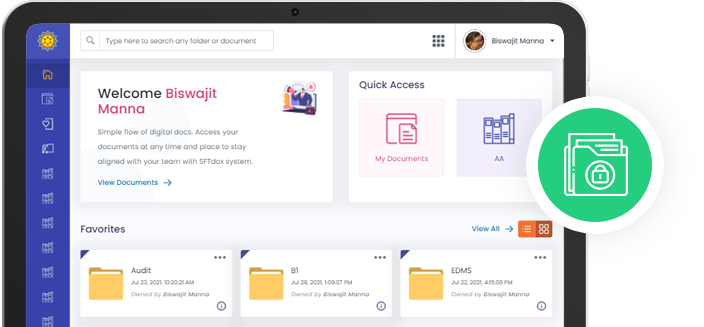 Type here to search any folder or document
Biswajit Manna
Welcome Biswajit
Manna
Simple flow of digital docs. Access your
documents at any time and place to stay
aligned with your team with SFTdox system.
View Documents
Quick Access
My Documents
AA
Favorites
View All
Audit
Jul 23, 2021, 10:20:21 AM
Owned by Biswajit Manna
B1
Jul 29, 2021, 1:09:07 PM
Owned by Biswajit Manna
EDMS
Jul 22, 2021, 4:15:08 PM
Owned by Biswajit Manna